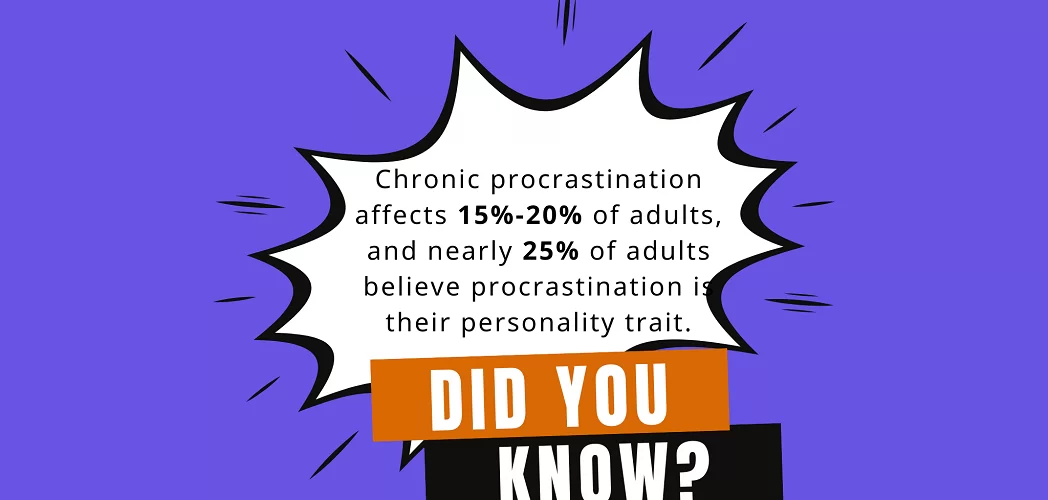 Chronic procrastination
affects 15%-20% of adults,
and nearly 25% of adults
believe procrastination is
their personality trait.
DID YOU
KNOW?